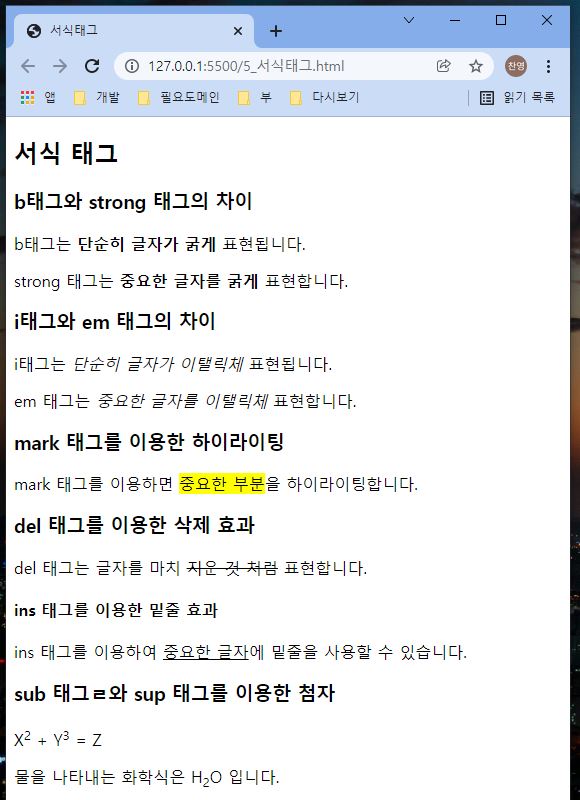 서식태그
127.0.0.1:5500/5_서식태그.html
찬영
앱 개발 필요도메인 부 다시보기 읽기 목록
서식 태그
b태그와 strong 태그의 차이
b태그는 단순히 글자가 굵게 표현됩니다.
strong 태그는 중요한 글자를 굵게 표현합니다.
i태그와 em 태그의 차이
i태그는 단순히 글자가 이탤릭체 표현됩니다.
em 태그는 중요한 글자를 이탤릭체 표현합니다.
mark 태그를 이용한 하이라이팅
mark 태그를 이용하면 중요한 부분을 하이라이팅합니다.
del 태그를 이용한 삭제 효과
del 태그는 글자를 마치 지운 것 처럼 표현합니다.
ins 태그를 이용한 밑줄 효과
ins 태그를 이용하여 중요한 글자에 밑줄을 사용할 수 있습니다.
sub 태그ㄹ와 sup 태그를 이용한 첨자
X² + Y³ = Z
물을 나타내는 화학식은 H₂O 입니다.